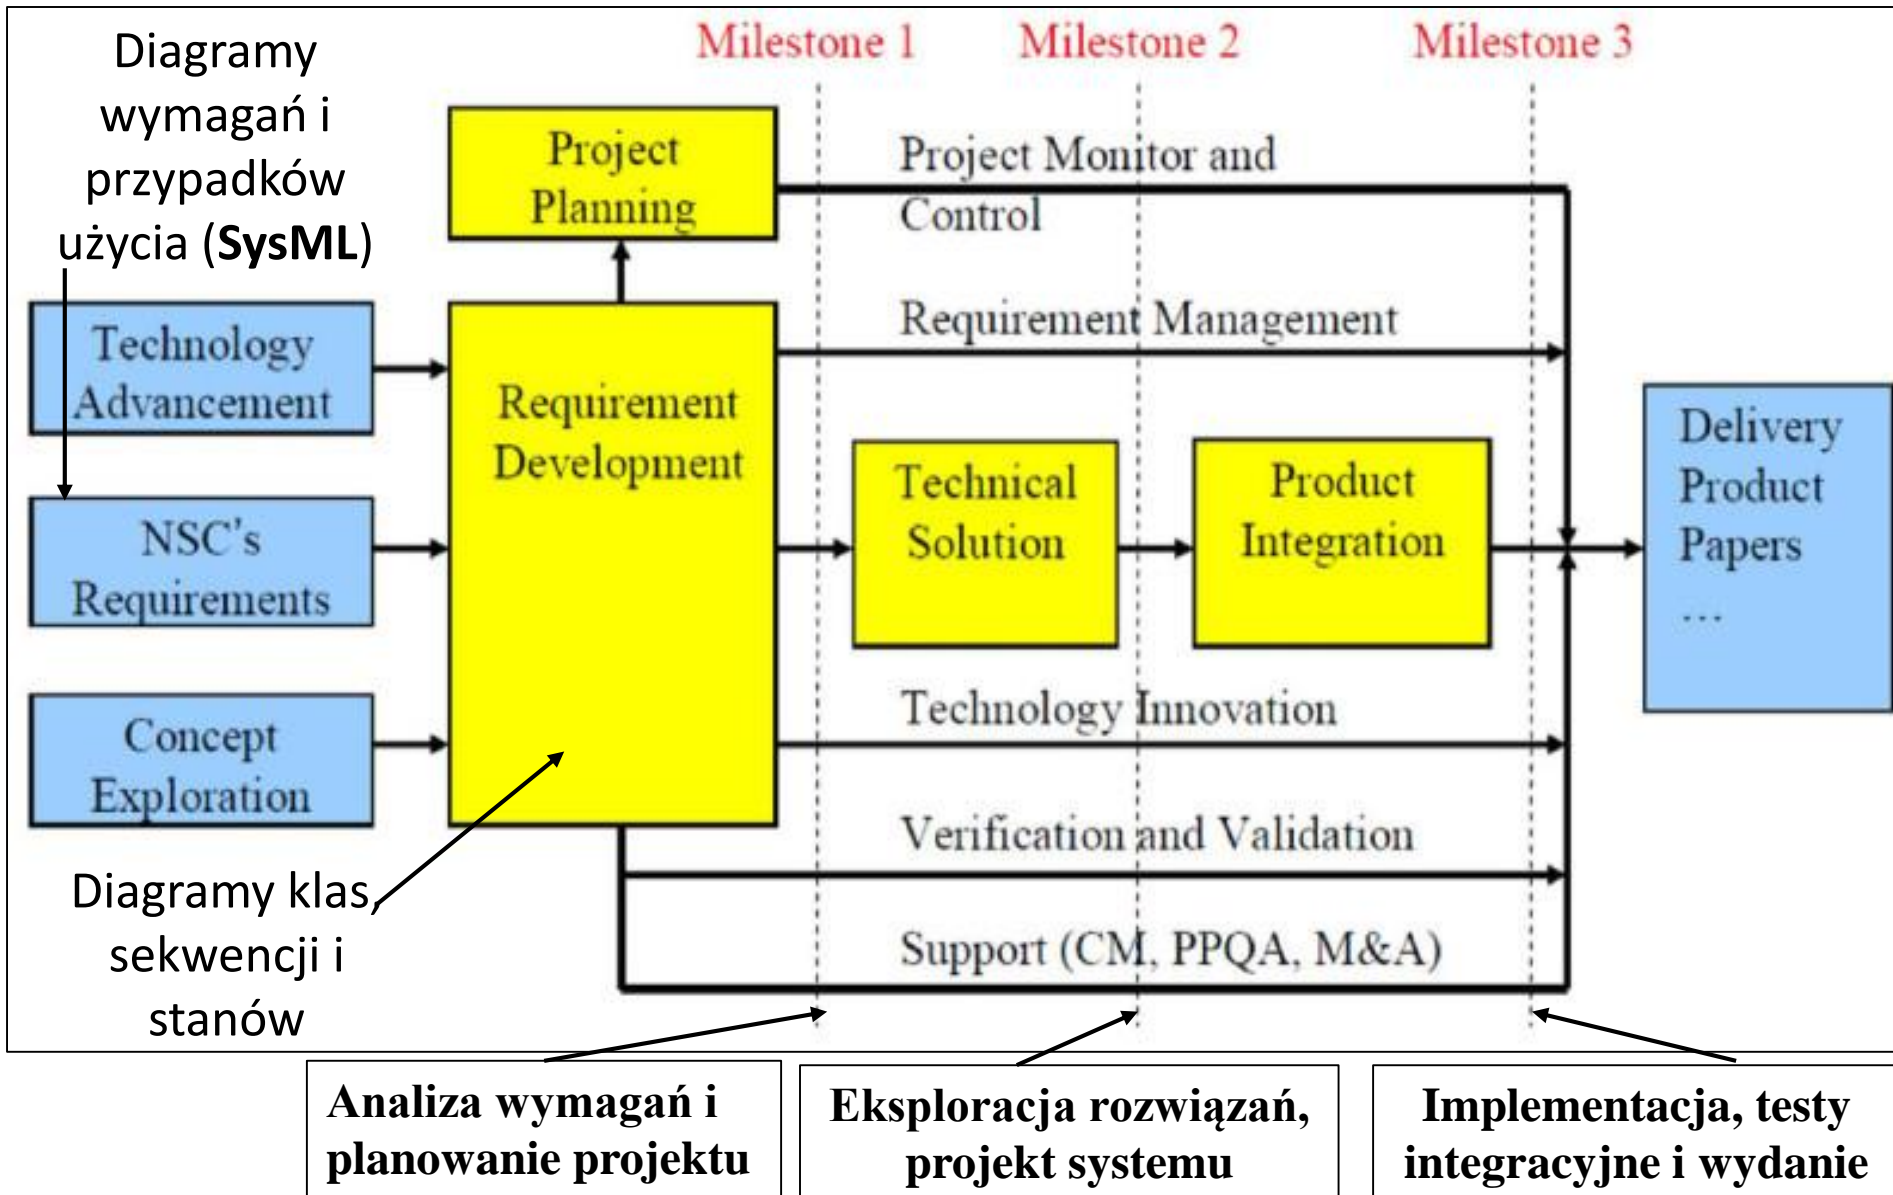 Diagramy
wymagań i
przypadków
użycia (SysML)
Milestone 1
Milestone 2
Milestone 3
Project
Planning
Project Monitor and
Control
Technology
Advancement
Requirement
Development
Requirement Management
NSC's
Requirements
Technical
Solution
Product
Integration
Delivery
Product
Papers
...
Concept
Exploration
Technology Innovation
Verification and Validation
Support (CM, PPQA, M&A)
Diagramy klas,
sekwencji i
stanów
Analiza wymagań i
planowanie projektu
Eksploracja rozwiązań,
projekt systemu
Implementacja, testy
integracyjne i wydanie